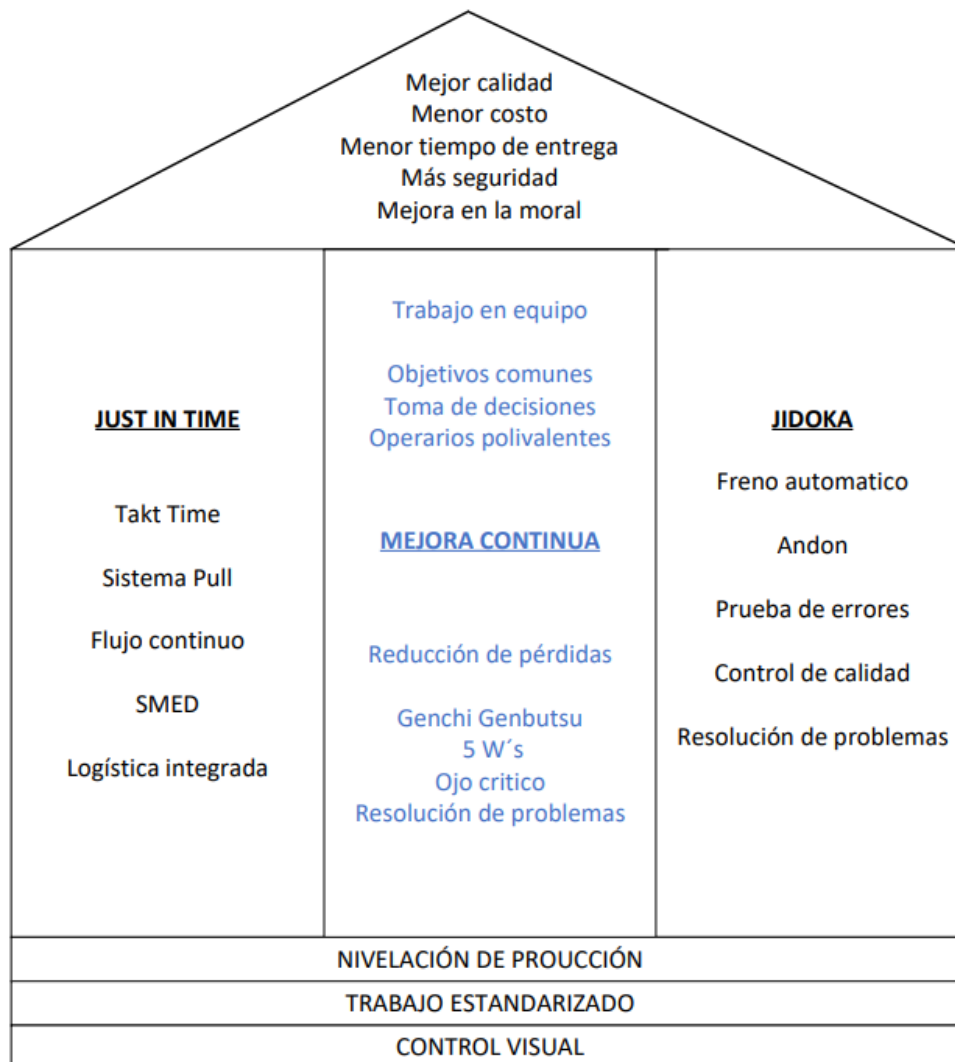 Mejor calidad
Menor costo
Menor tiempo de entrega
Más seguridad
Mejora en la moral
JUST IN TIME
Takt Time
Sistema Pull
Flujo continuo
SMED
Logística integrada
Trabajo en equipo
Objetivos comunes
Toma de decisiones
Operarios polivalentes
MEJORA CONTINUA
Reducción de pérdidas
Genchi Genbutsu
5 W´s
Ojo critico
Resolución de problemas
JIDOKA
Freno automatico
Andon
Prueba de errores
Control de calidad
Resolución de problemas
NIVELACIÓN DE PROUCCIÓN
TRABAJO ESTANDARIZADO
CONTROL VISUAL